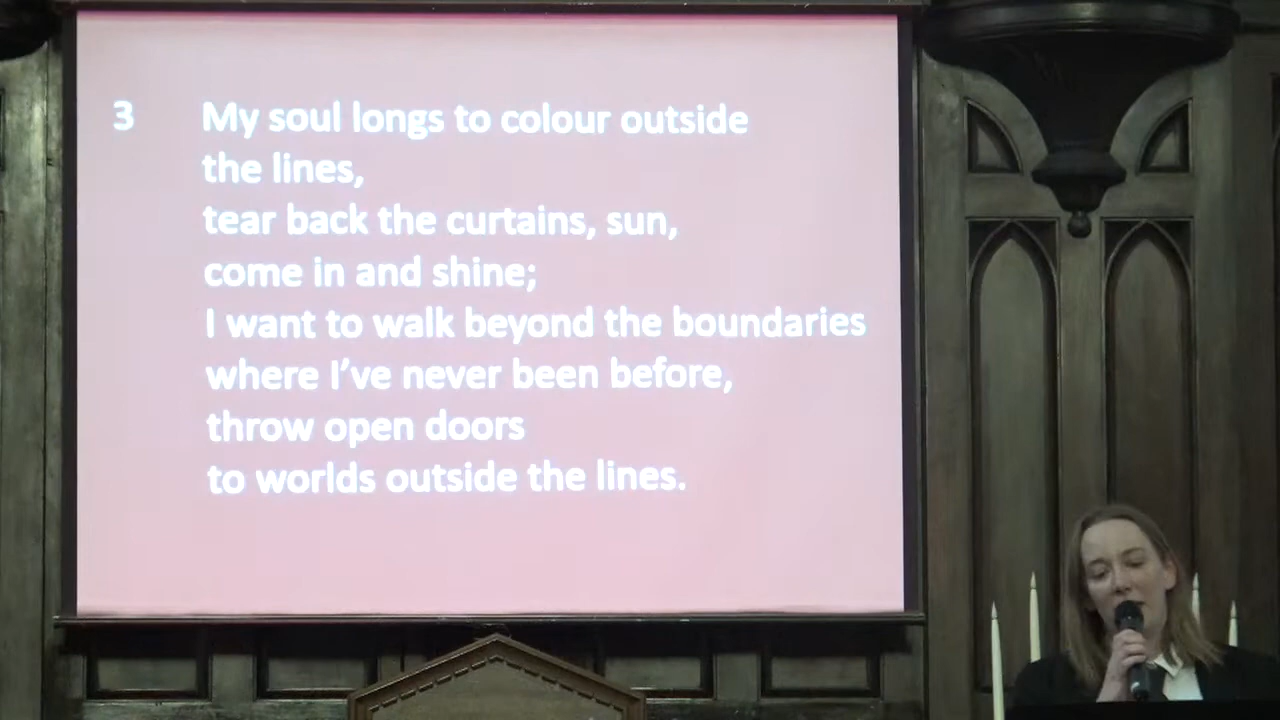 3 My soul longs to colour outside
the lines,
tear back the curtains, sun,
come in and shine;
I want to walk beyond the boundaries
where I’ve never been before,
throw open doors
to worlds outside the lines.